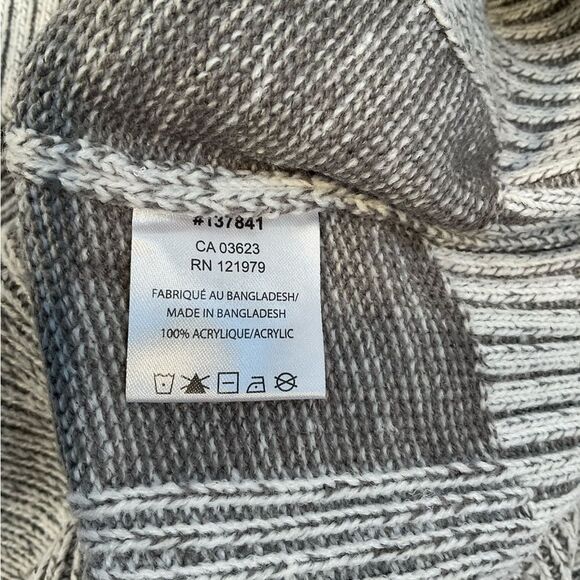 #137841
CA 03623
RN 121979
FABRIQUÉ AU BANGLADESH/
MADE IN BANGLADESH
100% ACRYLIQUE/ACRYLIC